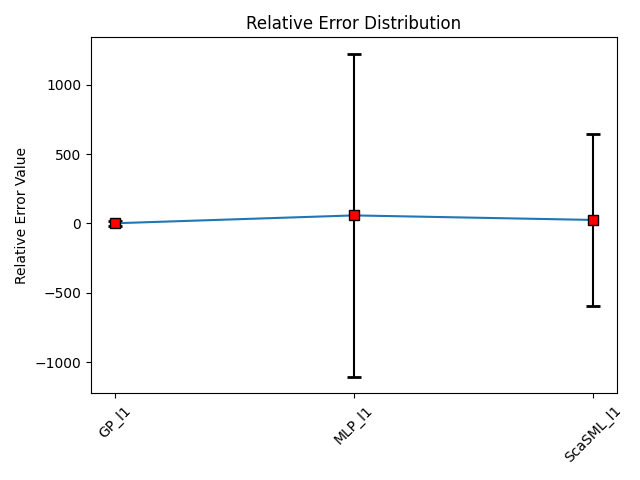 Relative Error Distribution
Relative Error Value
1000
500
0
−500
−1000
GP_l1
MLP_l1
ScaSML_l1